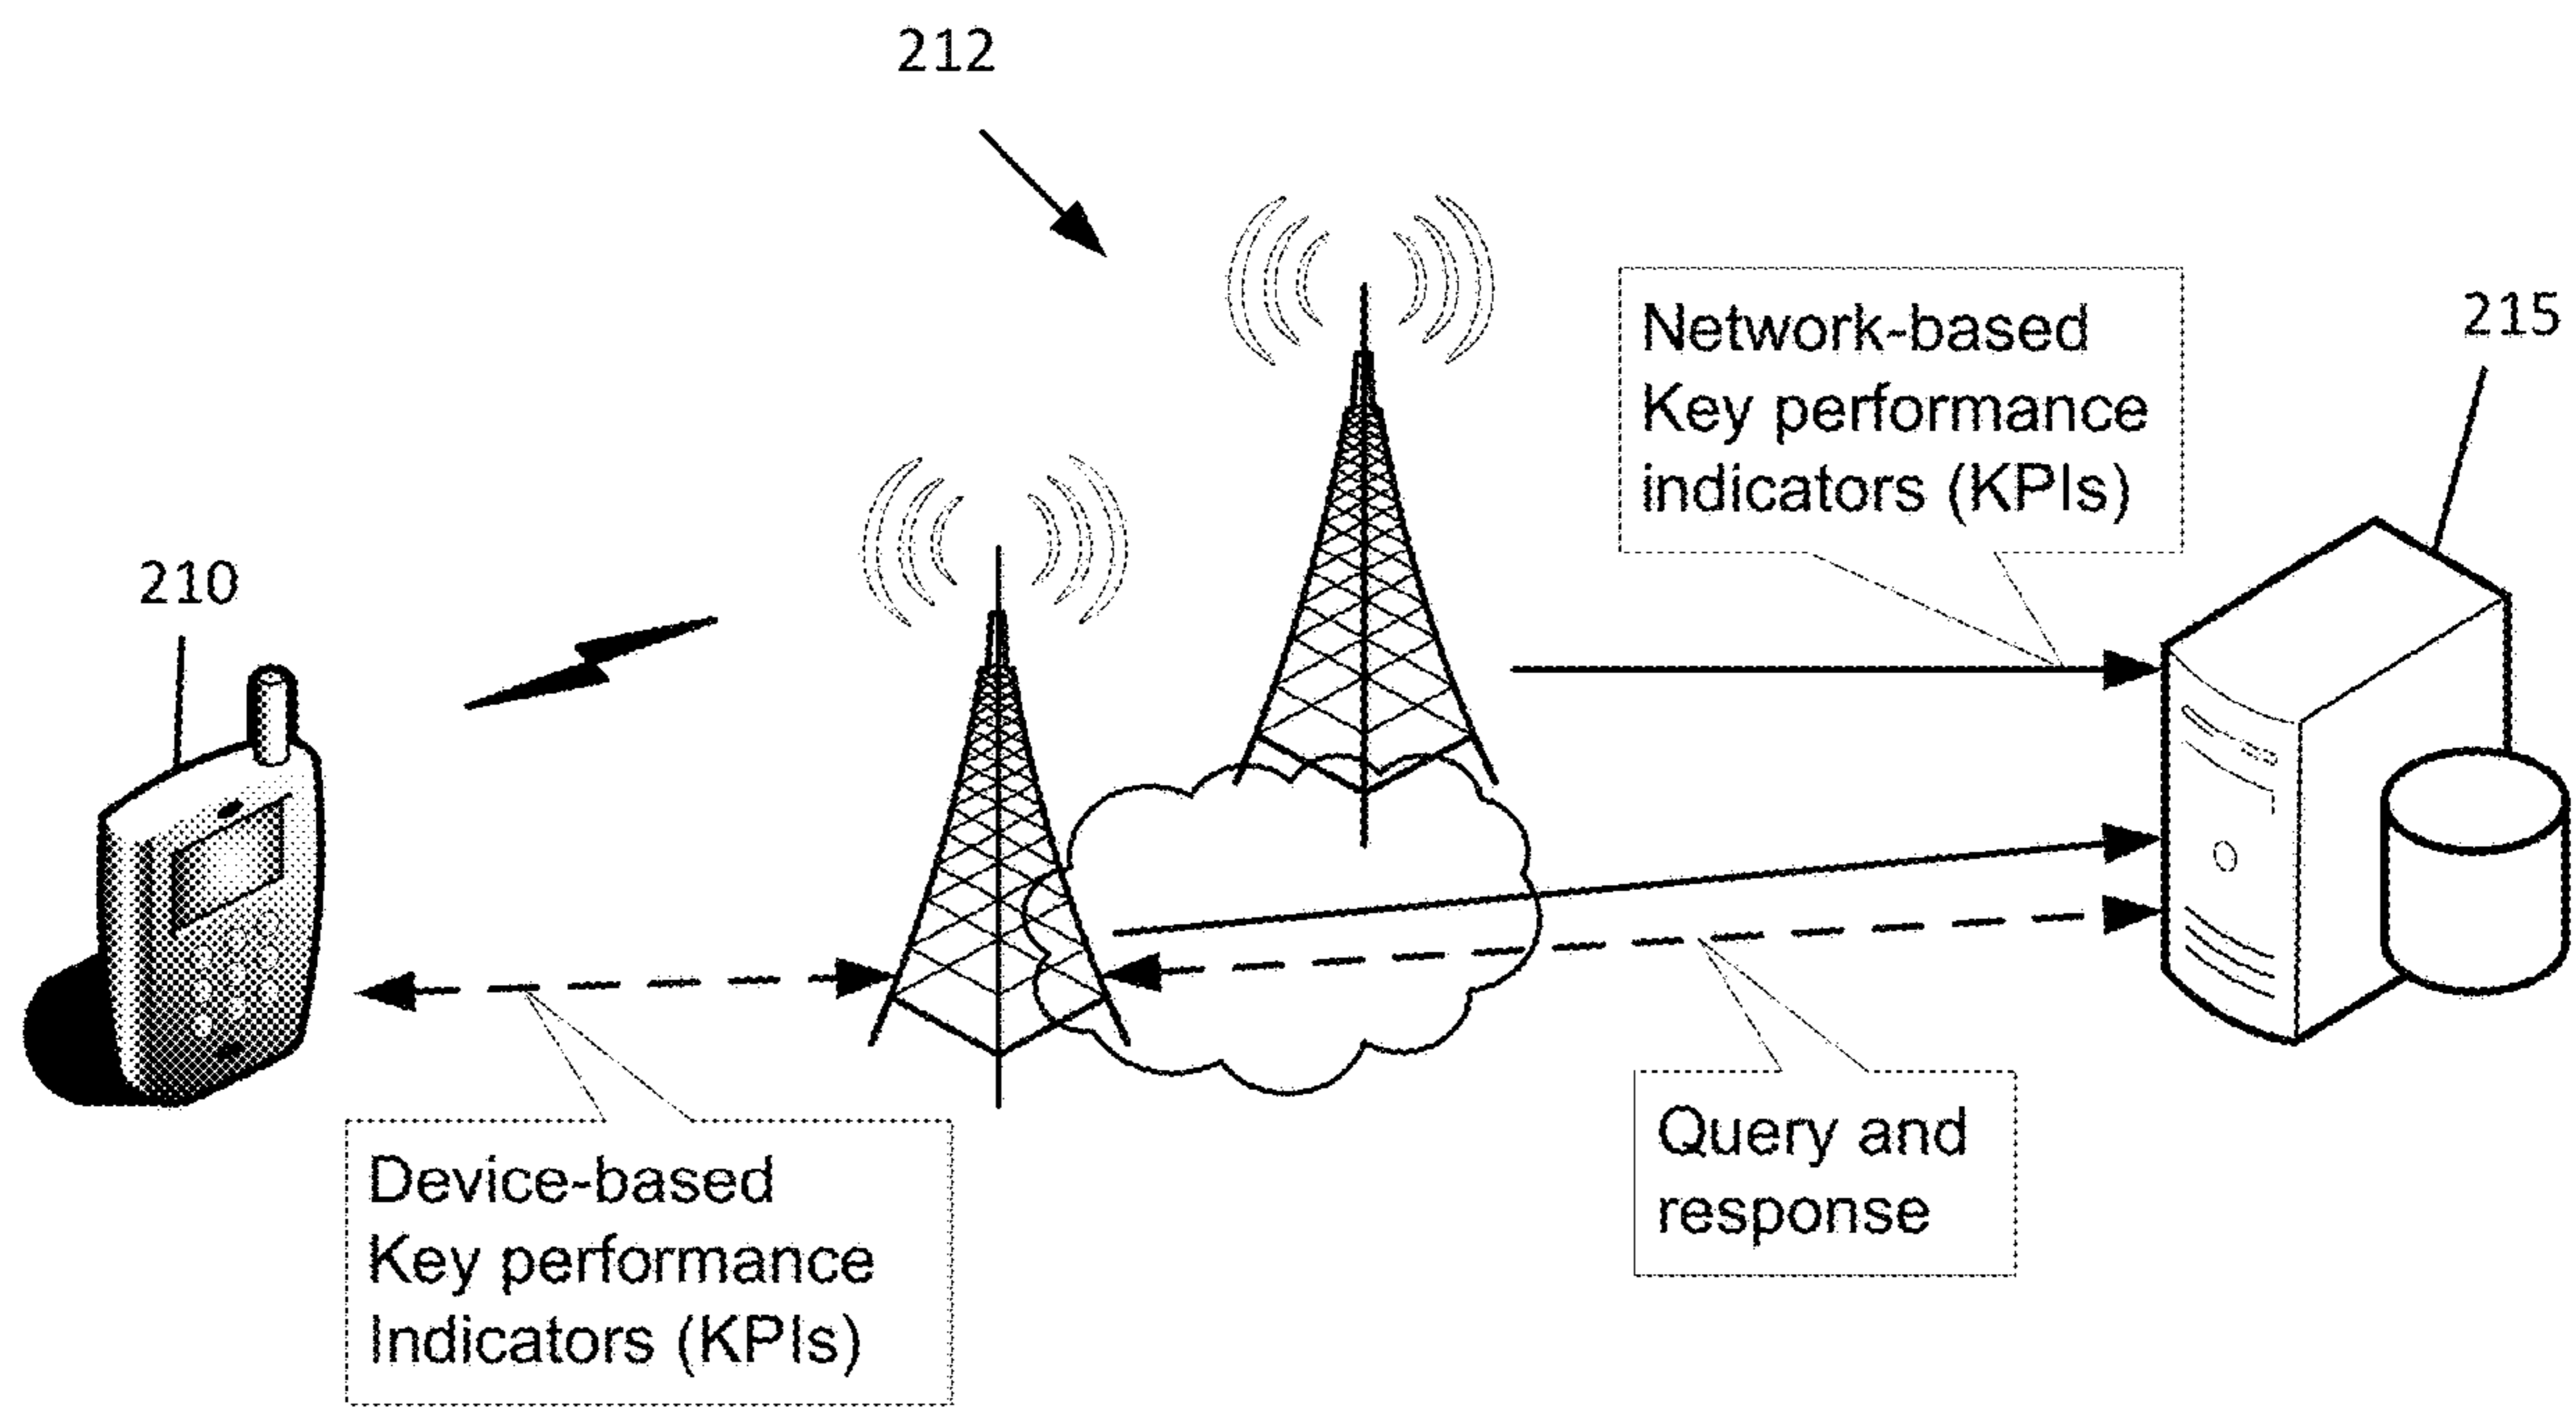 212
Network-based
Key performance
indicators (KPIs)
215
210
Device-based
Key performance
Indicators (KPIs)
Query and
response